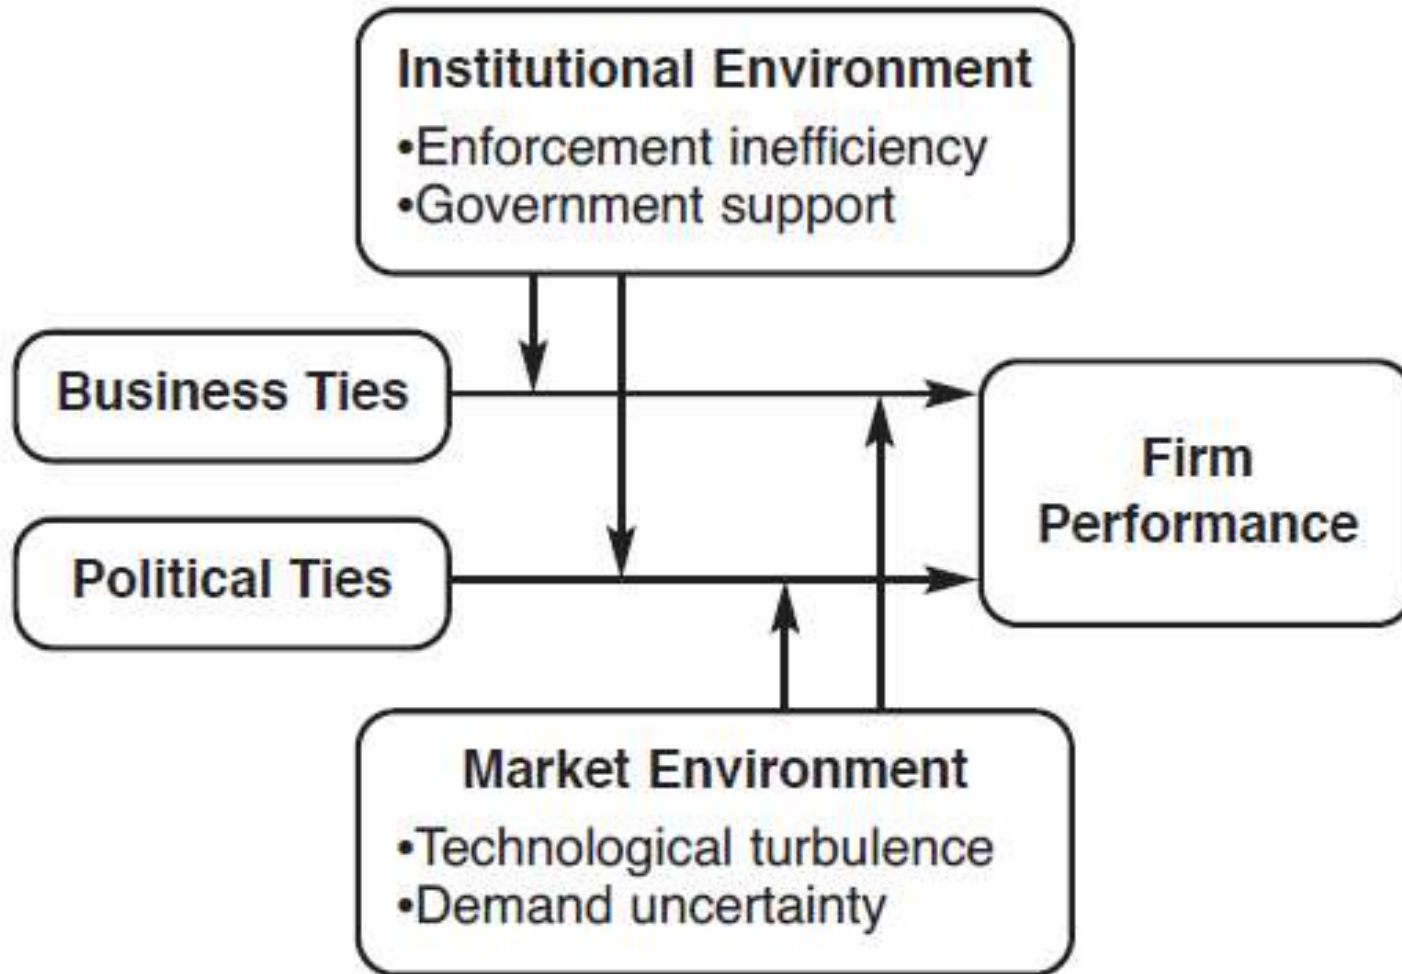 Institutional Environment
•Enforcement inefficiency
•Government support
Business Ties
Political Ties
Firm
Performance
Market Environment
•Technological turbulence
•Demand uncertainty